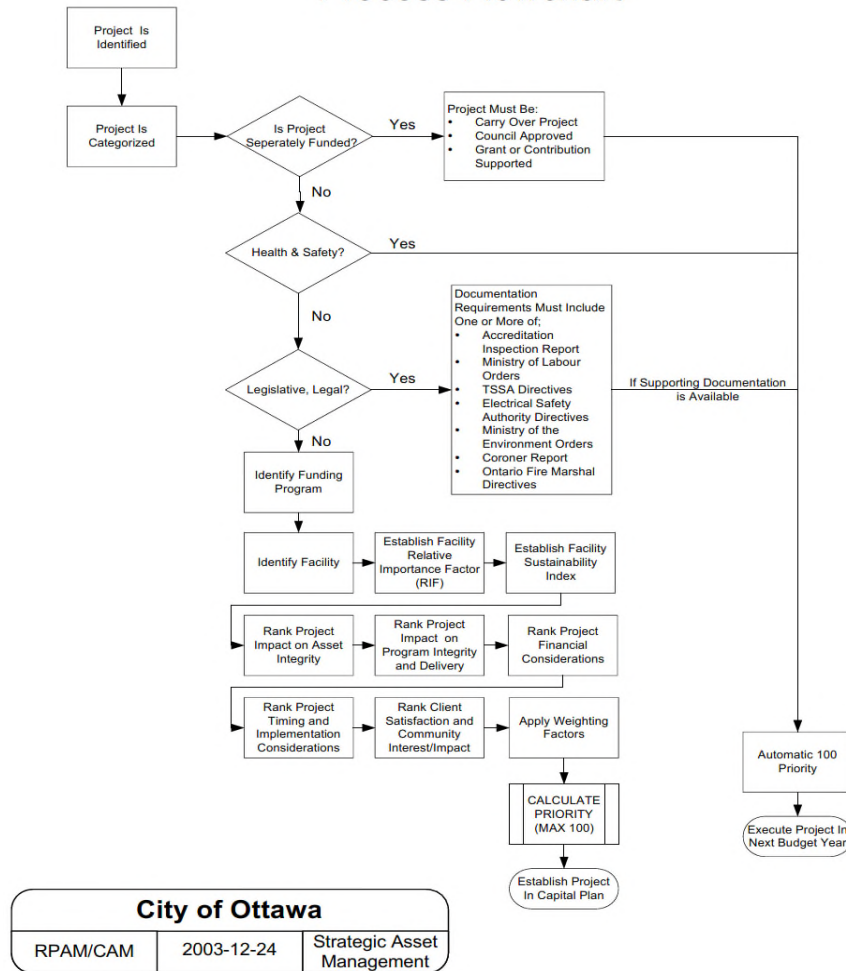 Project Is
Identified
Project Is
Categorized
Is Project
Seperately Funded?
Yes
Project Must Be:
• Carry Over Project
• Council Approved
• Grant or Contribution
Supported
No
Health & Safety?
Yes
No
Legislative, Legal?
Yes
Documentation
Requirements Must Include
One or More of;
• Accreditation
Inspection Report
• Ministry of Labour
Orders
• TSSA Directives
• Electrical Safety
Authority Directives
• Ministry of the
Environment Orders
• Coroner Report
• Ontario Fire Marshal
Directives
If Supporting Documentation
is Available
No
Identify Funding
Program
Identify Facility
Establish Facility
Relative
Importance Factor
(RIF)
Establish Facility
Sustainability
Index
Rank Project
Impact on Asset
Integrity
Rank Project
Impact on
Program Integrity
and Delivery
Rank Project
Financial
Considerations
Rank Project
Timing and
Implementation
Considerations
Rank Client
Satisfaction and
Community
Interest/Impact
Apply Weighting
Factors
Automatic 100
Priority
CALCULATE
PRIORITY
(MAX 100)
Execute Project In
Next Budget Year
Establish Project
In Capital Plan
City of Ottawa
RPAM/CAM
2003-12-24
Strategic Asset
Management